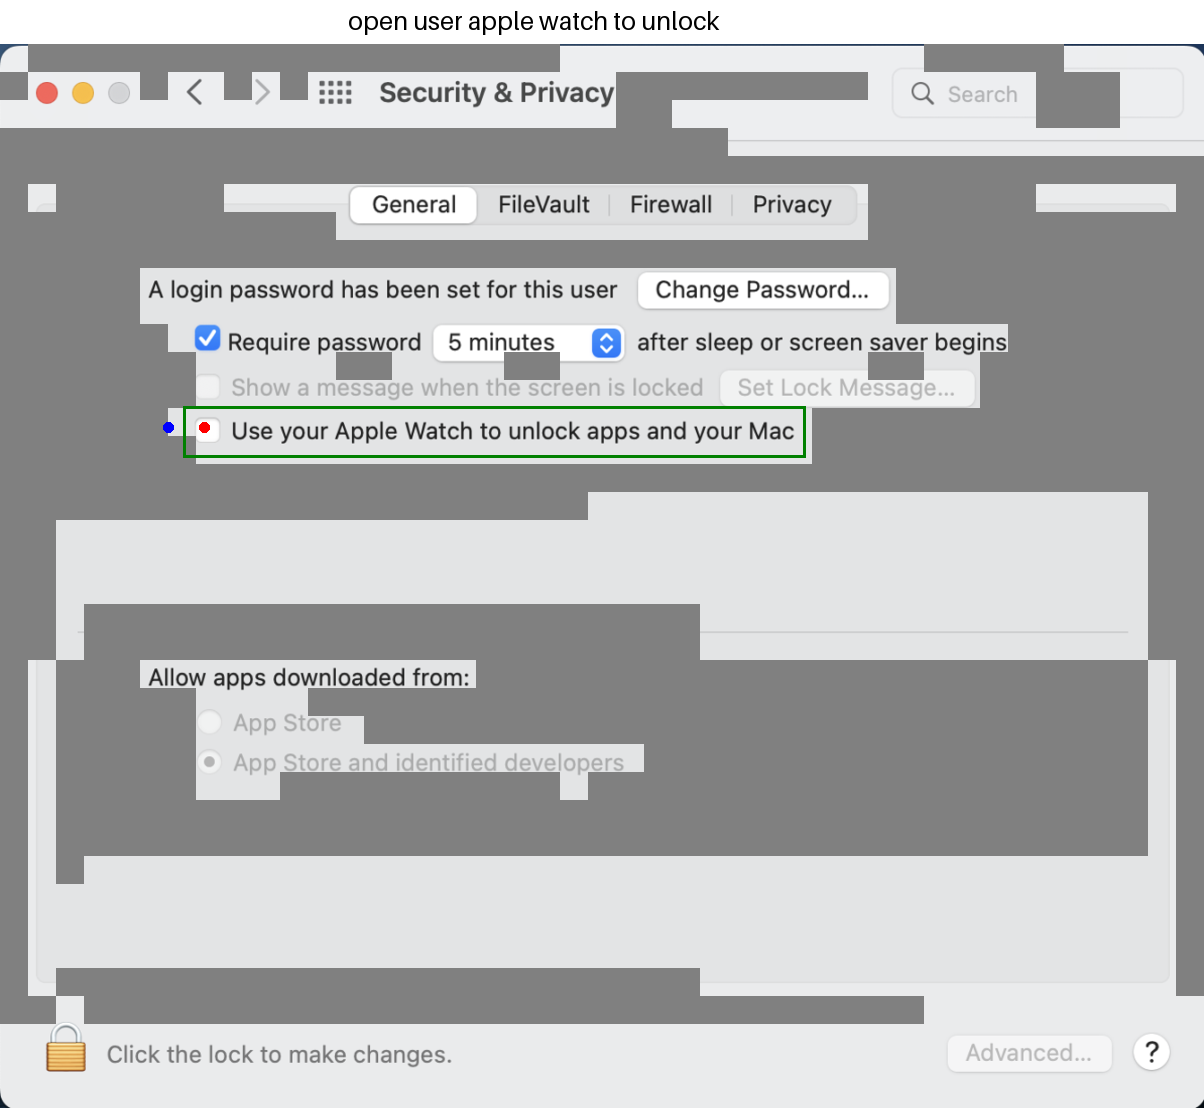 open user apple watch to unlock
Security & Privacy
Search
General FileVault Firewall Privacy
A login password has been set for this user Change Password...
Require password 5 minutes after sleep or screen saver begins
Show a message when the screen is locked Set Lock Message...
Use your Apple Watch to unlock apps and your Mac
Allow apps downloaded from:
App Store
App Store and identified developers
Click the lock to make changes.
Advanced...
?